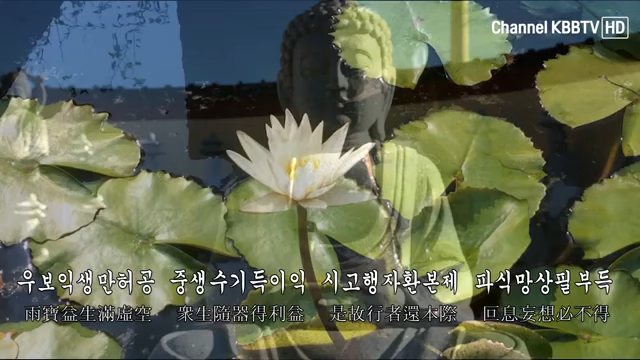 Channel KBBTV HD
우보익생만허공 중생수기득이익 시고행자환본제 파식망상필부득
雨寶益生滿虛空 衆生隨器得利益 是故行者還本際 叵息妄想必不得